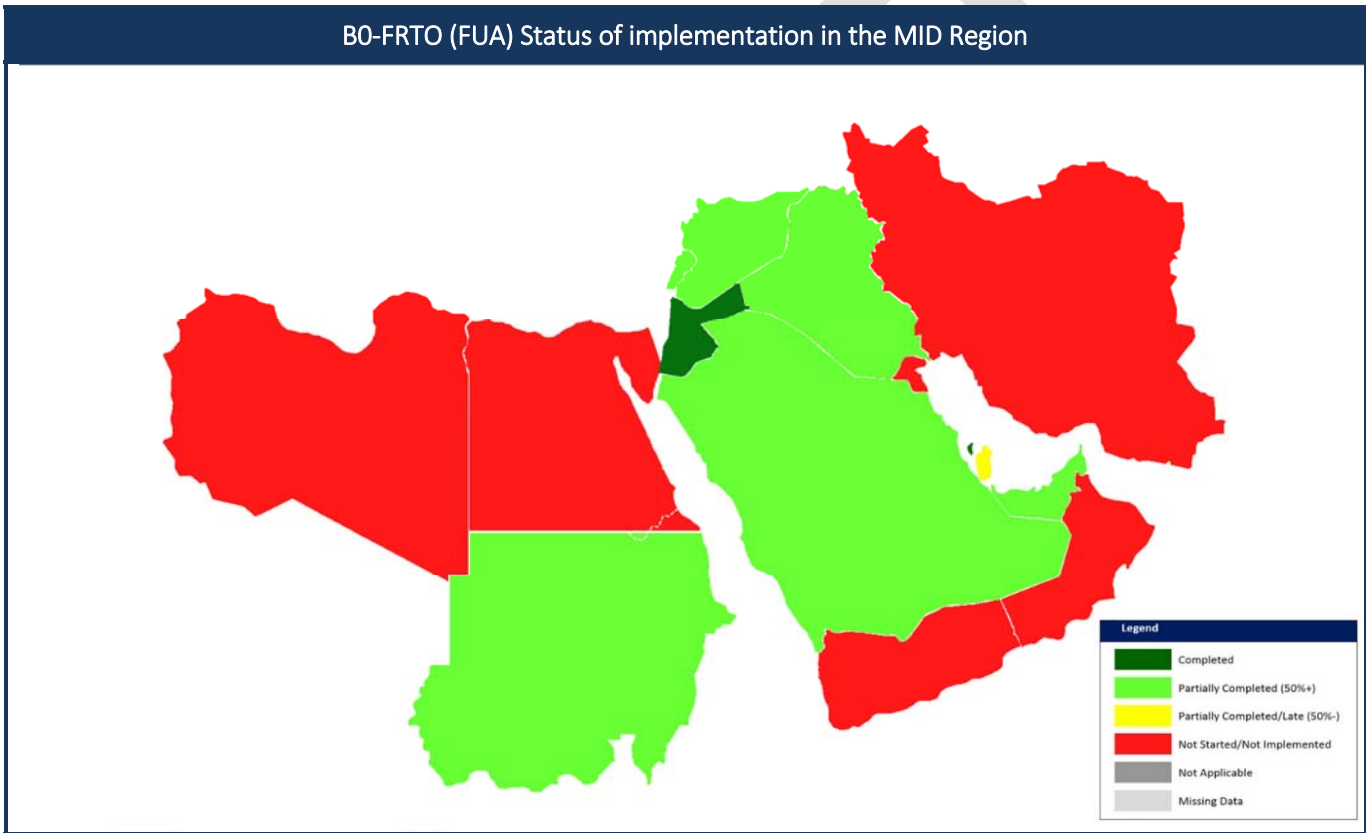 B0-FRTO (FUA) Status of implementation in the MID Region
Legend
Completed
Partially Completed (50%+)
Partially Completed/Late (50%-)
Not Started/Not Implemented
Not Applicable
Missing Data